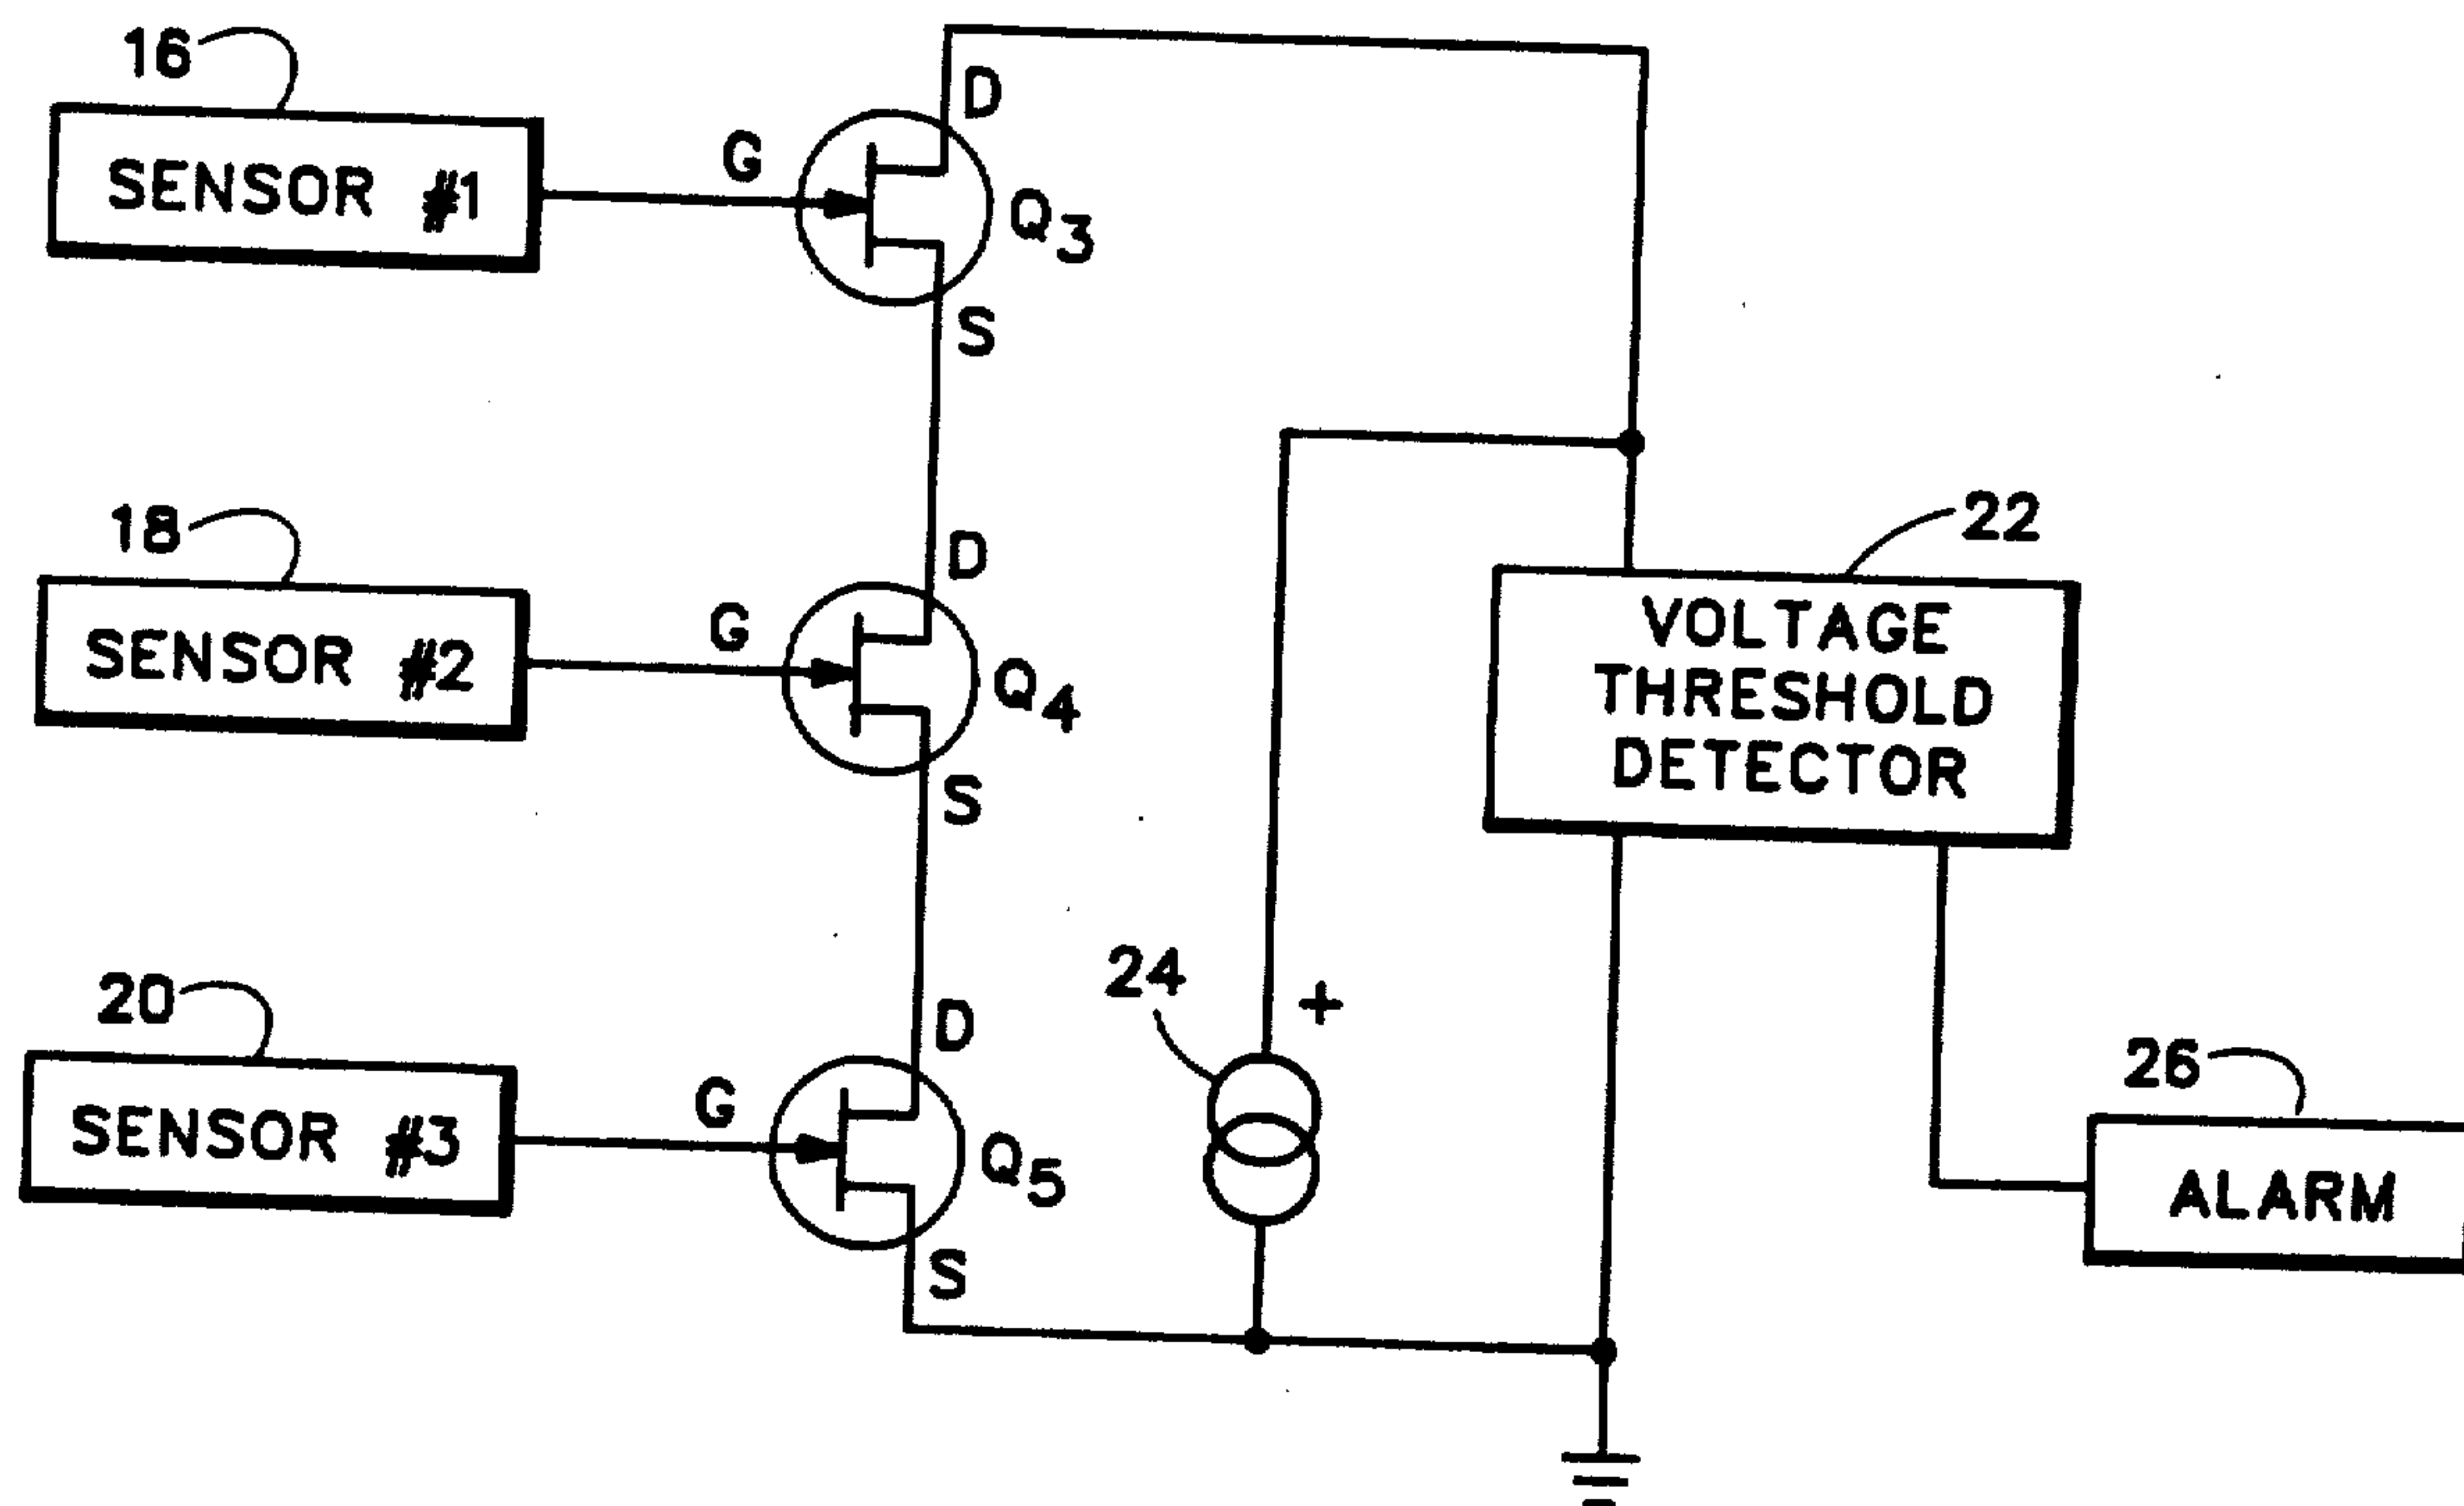 16
D
G
SENSOR #1
Q3
S
18
D
22
G
SENSOR #2
Q4
VOLTAGE
THRESHOLD
DETECTOR
S
20
24
+
D
26
G
SENSOR #3
Q5
ALARM
S